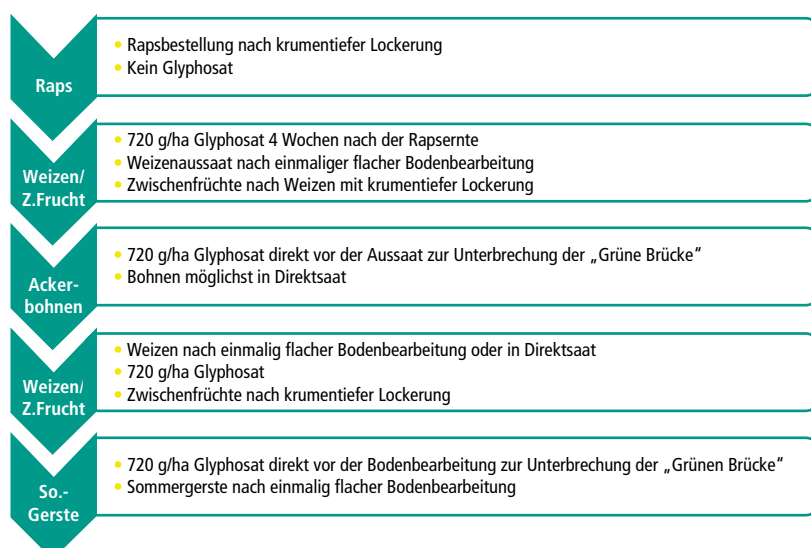 Raps
• Rapsbestellung nach krumentiefer Lockerung
• Kein Glyphosat
Weizen/
Z.Frucht
• 720 g/ha Glyphosat 4 Wochen nach der Rapsernte
• Weizenaussaat nach einmaliger flacher Bodenbearbeitung
• Zwischenfrüchte nach Weizen mit krumentiefer Lockerung
Acker-
bohnen
• 720 g/ha Glyphosat direkt vor der Aussaat zur Unterbrechung der „Grüne Brücke“
• Bohnen möglichst in Direktsaat
Weizen/
Z.Frucht
• Weizen nach einmalig flacher Bodenbearbeitung oder in Direktsaat
• 720 g/ha Glyphosat
• Zwischenfrüchte nach krumentiefer Lockerung
So.-
Gerste
• 720 g/ha Glyphosat direkt vor der Bodenbearbeitung zur Unterbrechung der „Grünen Brücke“
• Sommergerste nach einmalig flacher Bodenbearbeitung